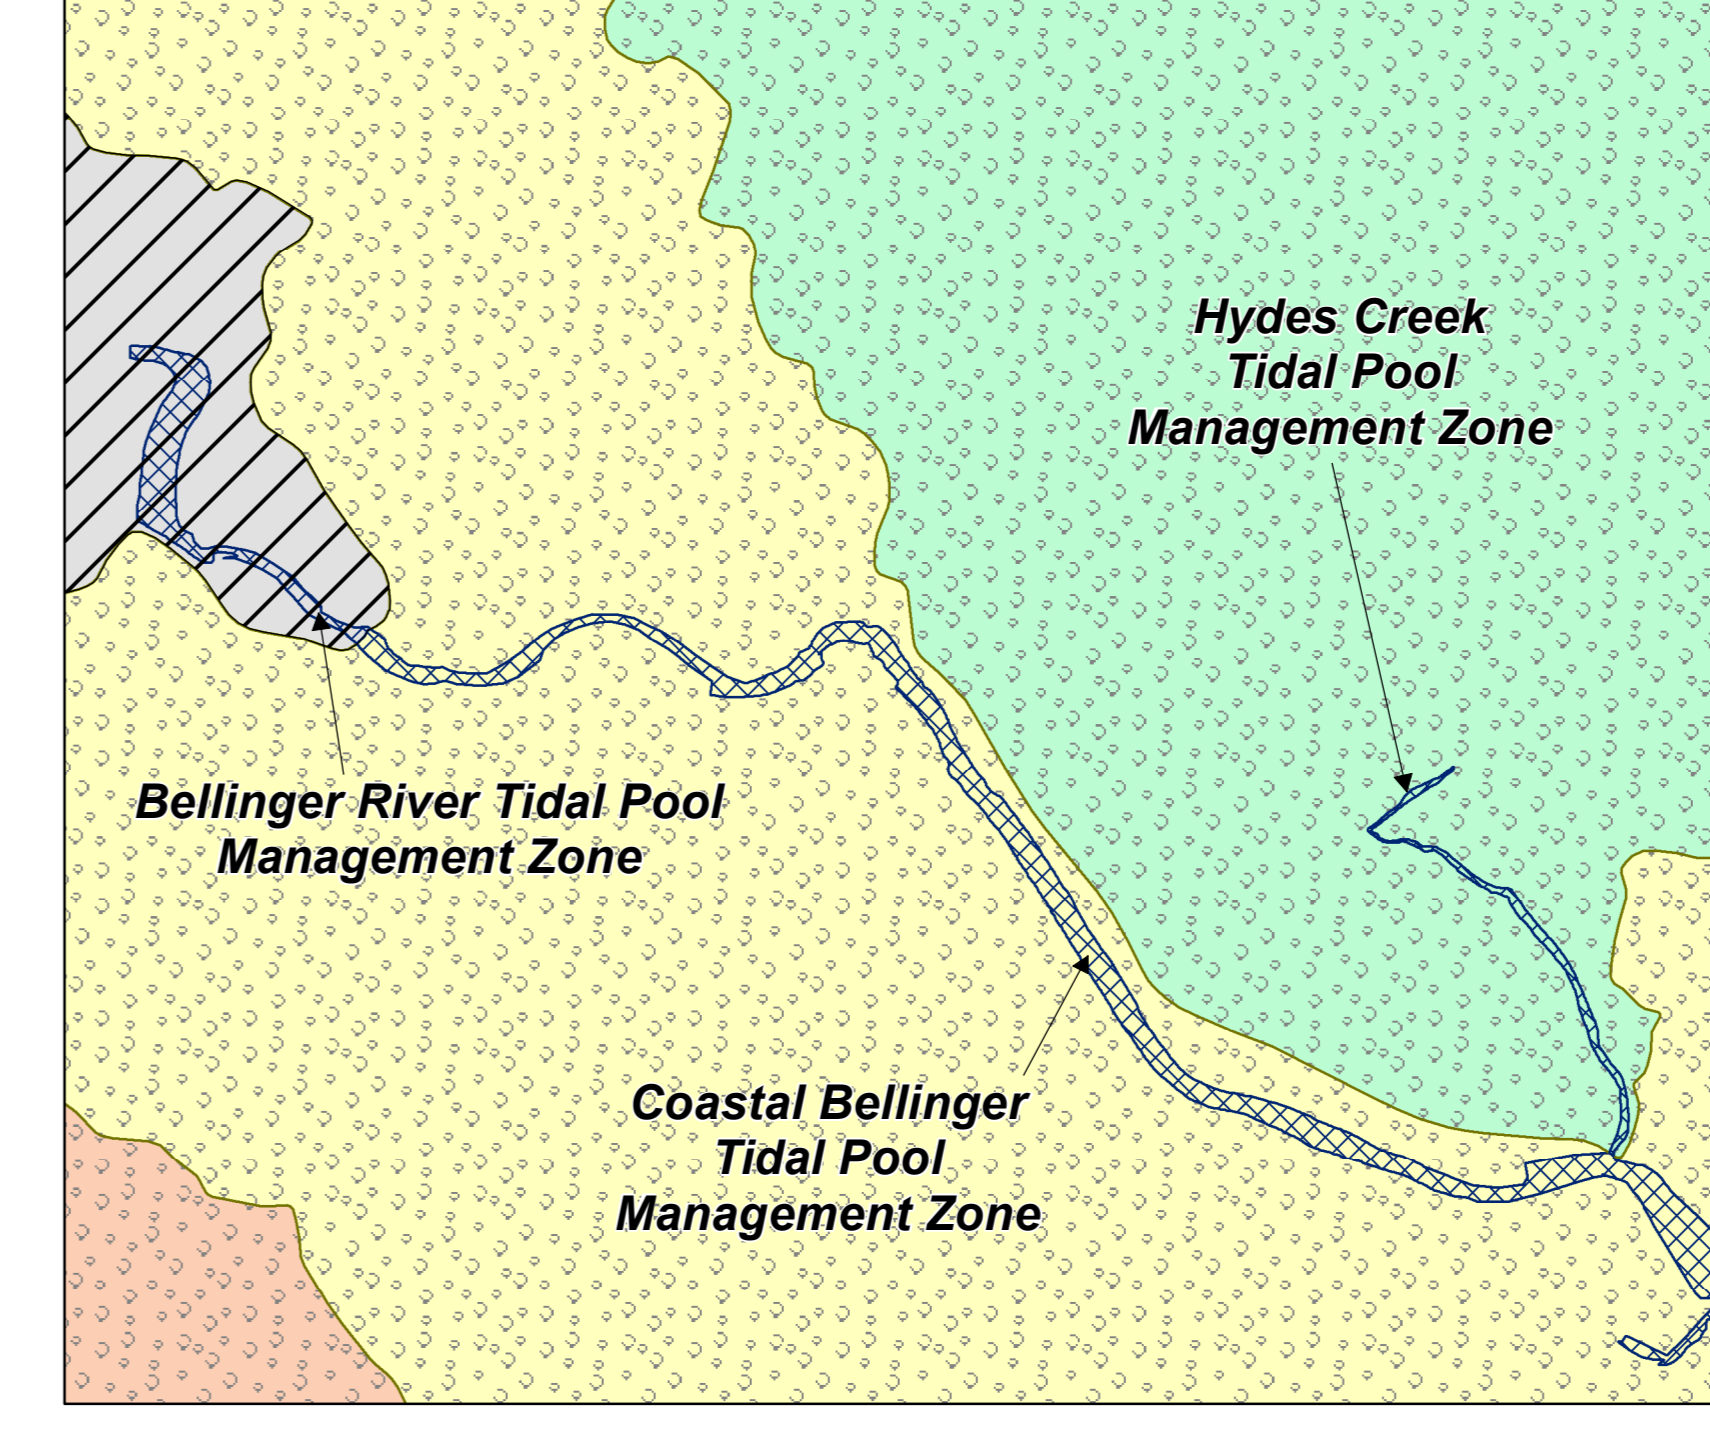 Hydes Creek
Tidal Pool
Management Zone
Bellinger River Tidal Pool
Management Zone
Coastal Bellinger
Tidal Pool
Management Zone